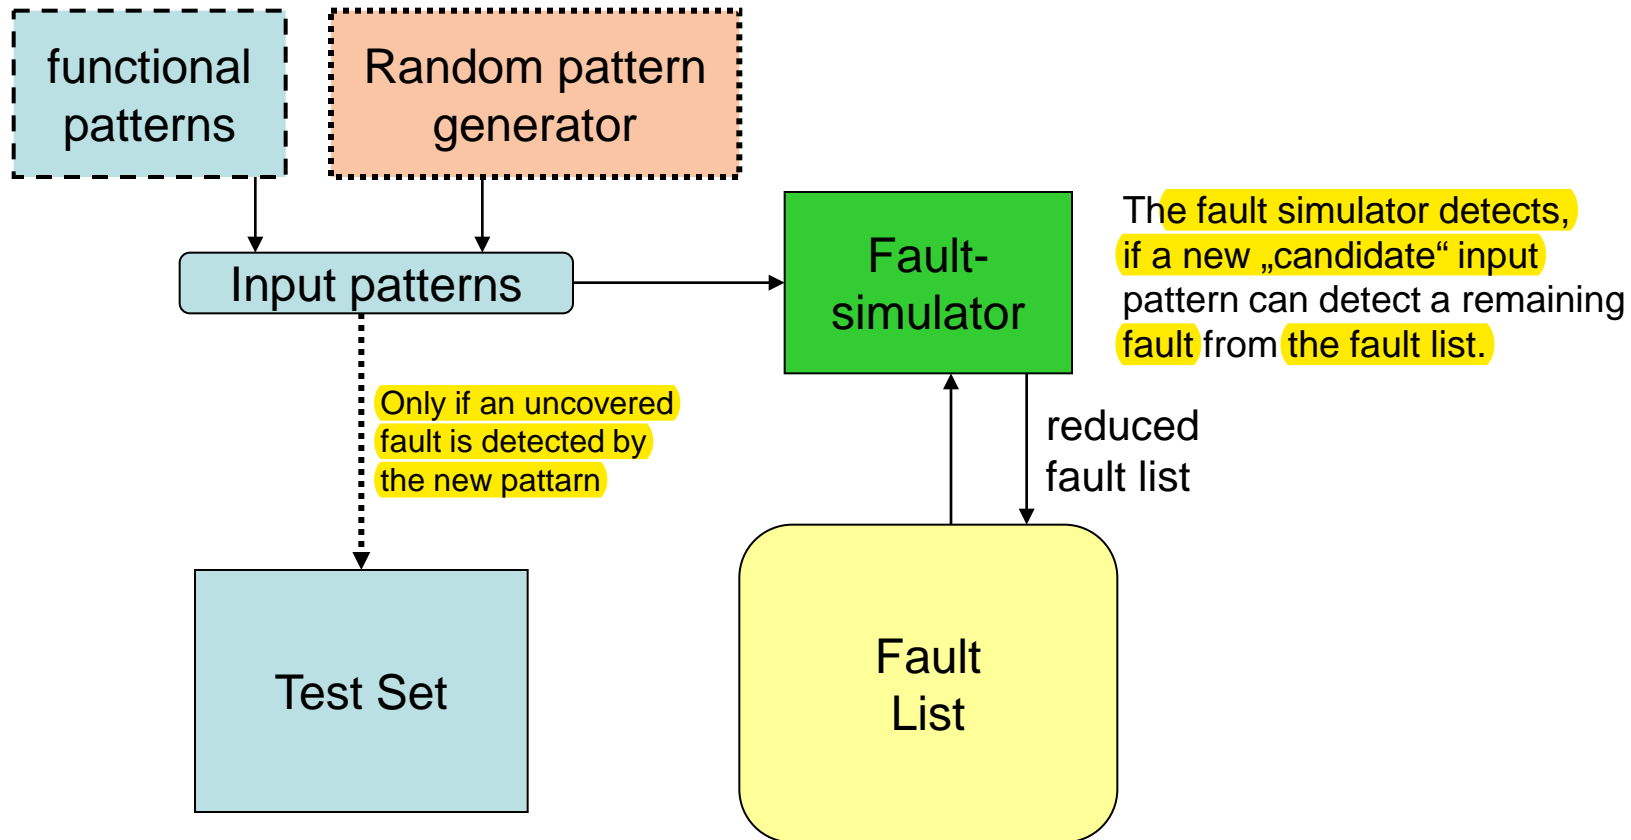 functional
patterns
Random pattern
generator
Input patterns
Fault-
simulator
The fault simulator detects,
if a new „candidate“ input
pattern can detect a remaining
fault from the fault list.
Only if an uncovered
fault is detected by
the new pattarn
reduced
fault list
Test Set
Fault
List